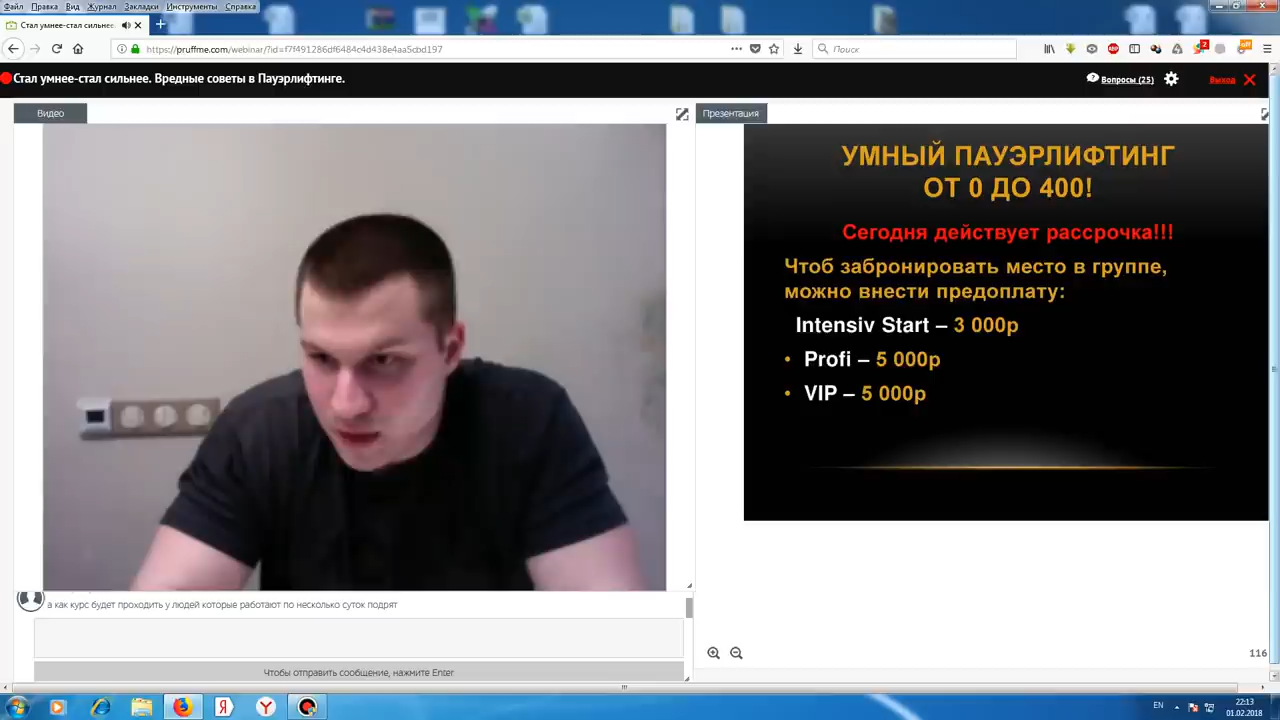 Файл Правка Вид Журнал Закладки Инструменты Справка
Стал умнее-стал сильнее
https://pruffme.com/webinar/?id=f7f491286df6484c4d438e4aa5cbd197
Поиск
ABP
2
off
Стал умнее-стал сильнее. Вредные советы в Пауэрлифтинге.
Вопросы (25)
Выход
Видео
Презентация
УМНЫЙ ПАУЭРЛИФТИНГ
ОТ 0 ДО 400!
Сегодня действует рассрочка!!!
Чтоб забронировать место в группе,
можно внести предоплату:
Intensiv Start – 3 000р
• Profi – 5 000р
• VIP – 5 000р
а как курс будет проходить у людей которые работают по несколько суток подрят
Чтобы отправить сообщение, нажмите Enter
116
EN
22:13
01.02.2018